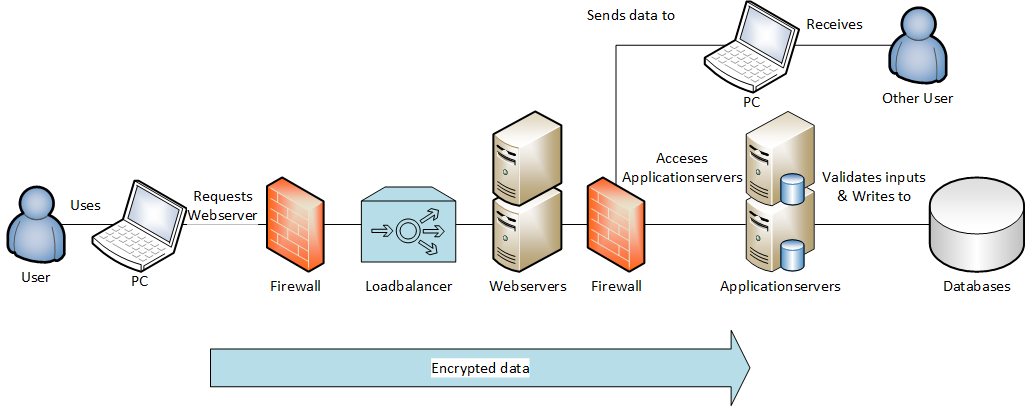 Sends data to
Receives
PC
Other User
Acceses
Applicationservers
Validates inputs
& Writes to
Requests
Webserver
Uses
User
PC
Firewall
Loadbalancer
Webservers
Firewall
Applicationservers
Databases
Encrypted data